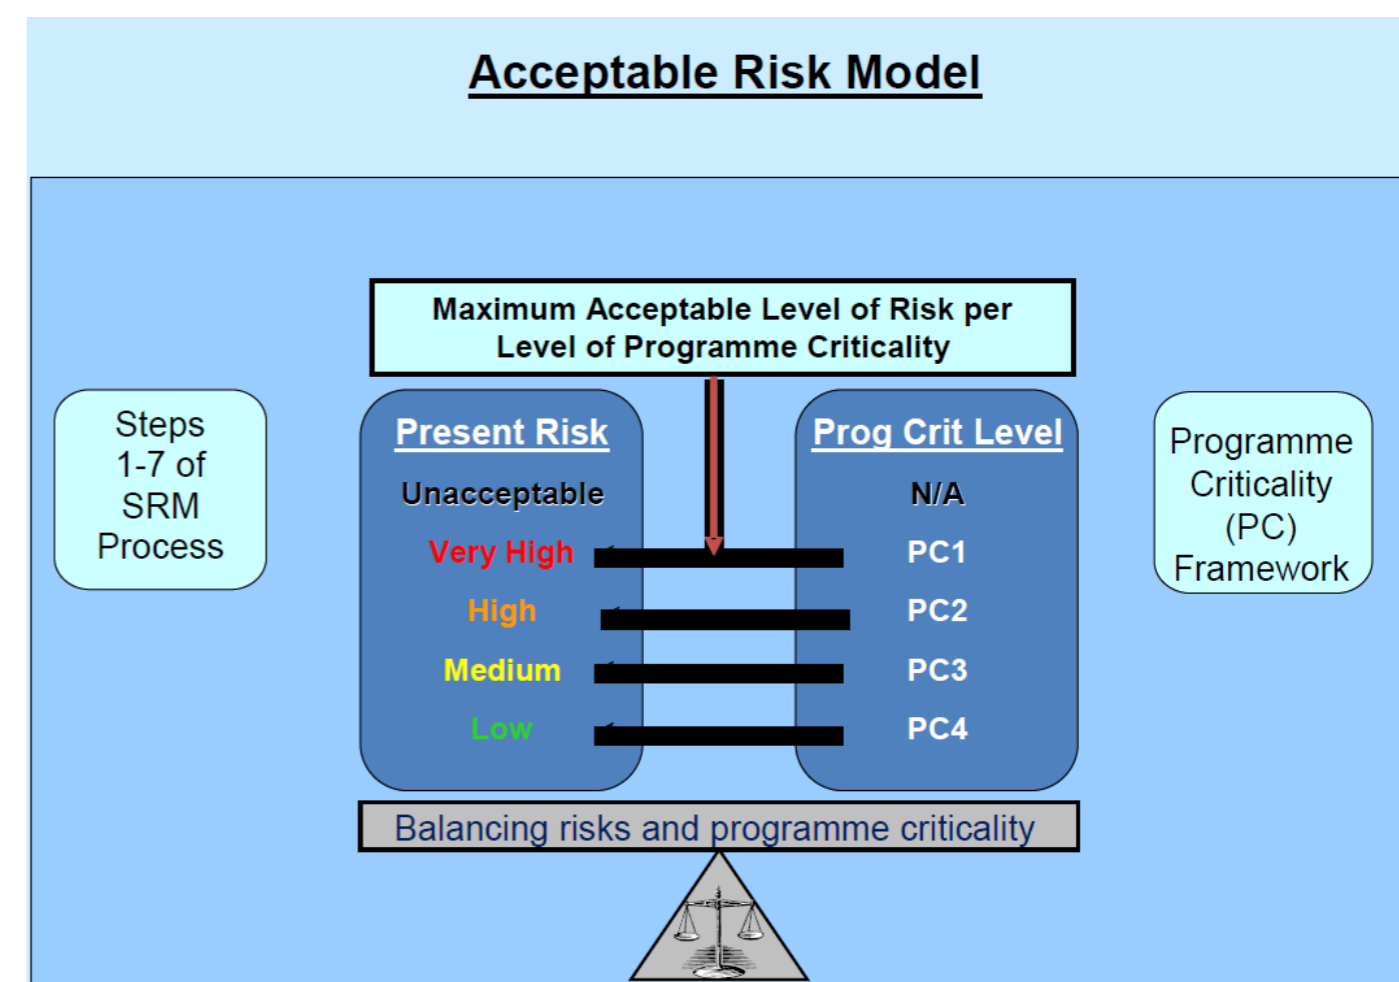 Acceptable Risk Model
Maximum Acceptable Level of Risk per
Level of Programme Criticality
Steps
1-7 of
SRM
Process
Present Risk
Unacceptable
Very High
High
Medium
Low
Prog Crit Level
N/A
PC1
PC2
PC3
PC4
Programme
Criticality
(PC)
Framework
Balancing risks and programme criticality